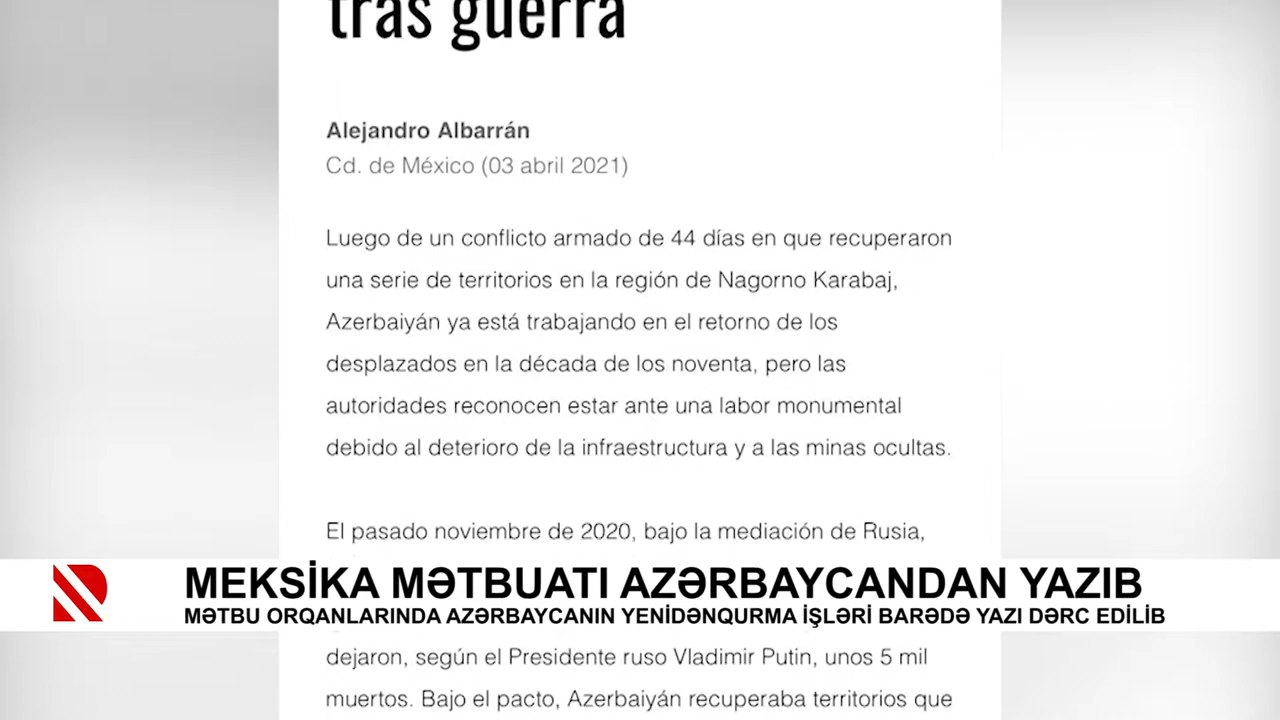 tras guerra
Alejandro Albarrán
Cd. de México (03 abril 2021)
Luego de un conflicto armado de 44 días en que recuperaron
una serie de territorios en la región de Nagorno Karabaj,
Azerbaiyán ya está trabajando en el retorno de los
desplazados en la década de los noventa, pero las
autoridades reconocen estar ante una labor monumental
debido al deterioro de la infraestructura y a las minas ocultas.
El pasado noviembre de 2020, bajo la mediación de Rusia,
MEKSİKA MƏTBUATI AZƏRBAYCANDAN YAZIB
MƏTBU ORQANLARINDA AZƏRBAYCANIN YENİDƏNQURMA İŞLƏRİ BARƏDƏ YAZI DƏRC EDİLİB
dejaron, según el Presidente ruso Vladimir Putin, unos 5 mil
muertos. Bajo el pacto, Azerbaiyán recuperaba territorios que